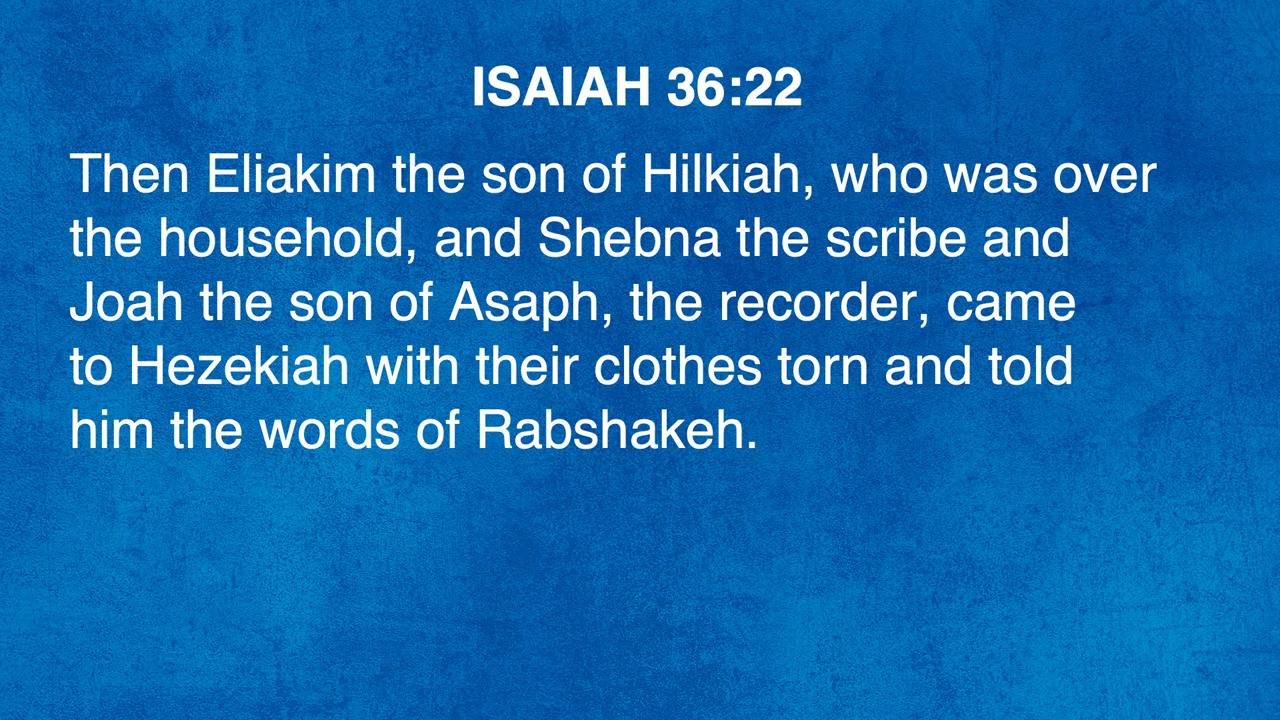 ISAIAH 36:22
Then Eliakim the son of Hilkiah, who was over
the household, and Shebna the scribe and
Joah the son of Asaph, the recorder, came
to Hezekiah with their clothes torn and told
him the words of Rabshakeh.